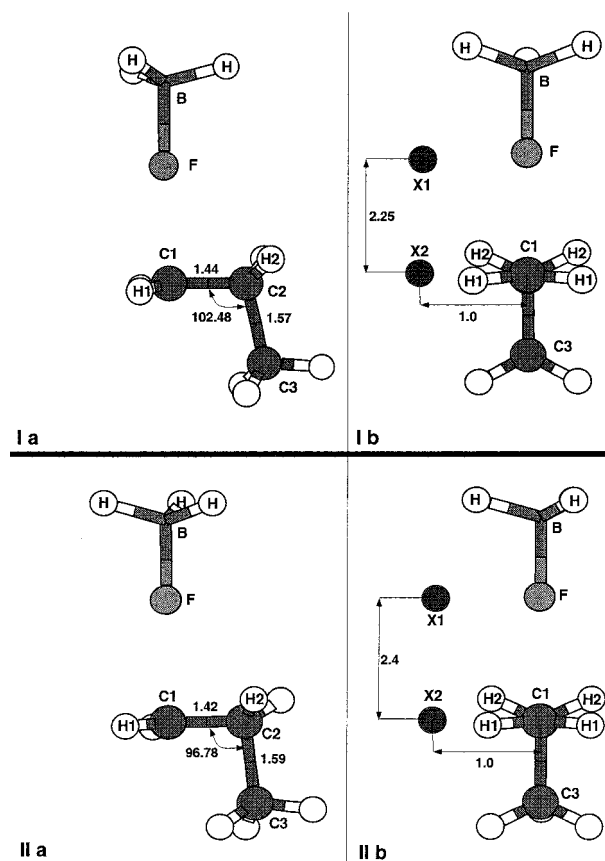 H
H
B
F
C1
H2
H1
1.44
C2
102.48
1.57
C3
I a
H
H
B
F
X1
2.25
X2
C1
H2
H2
H1
H1
1.0
C3
I b
H
H
H
B
F
C1
1.42
H2
H1
C2
96.78
1.59
C3
II a
H
H
B
F
X1
2.4
X2
C1
H2
H2
H1
H1
1.0
C3
II b